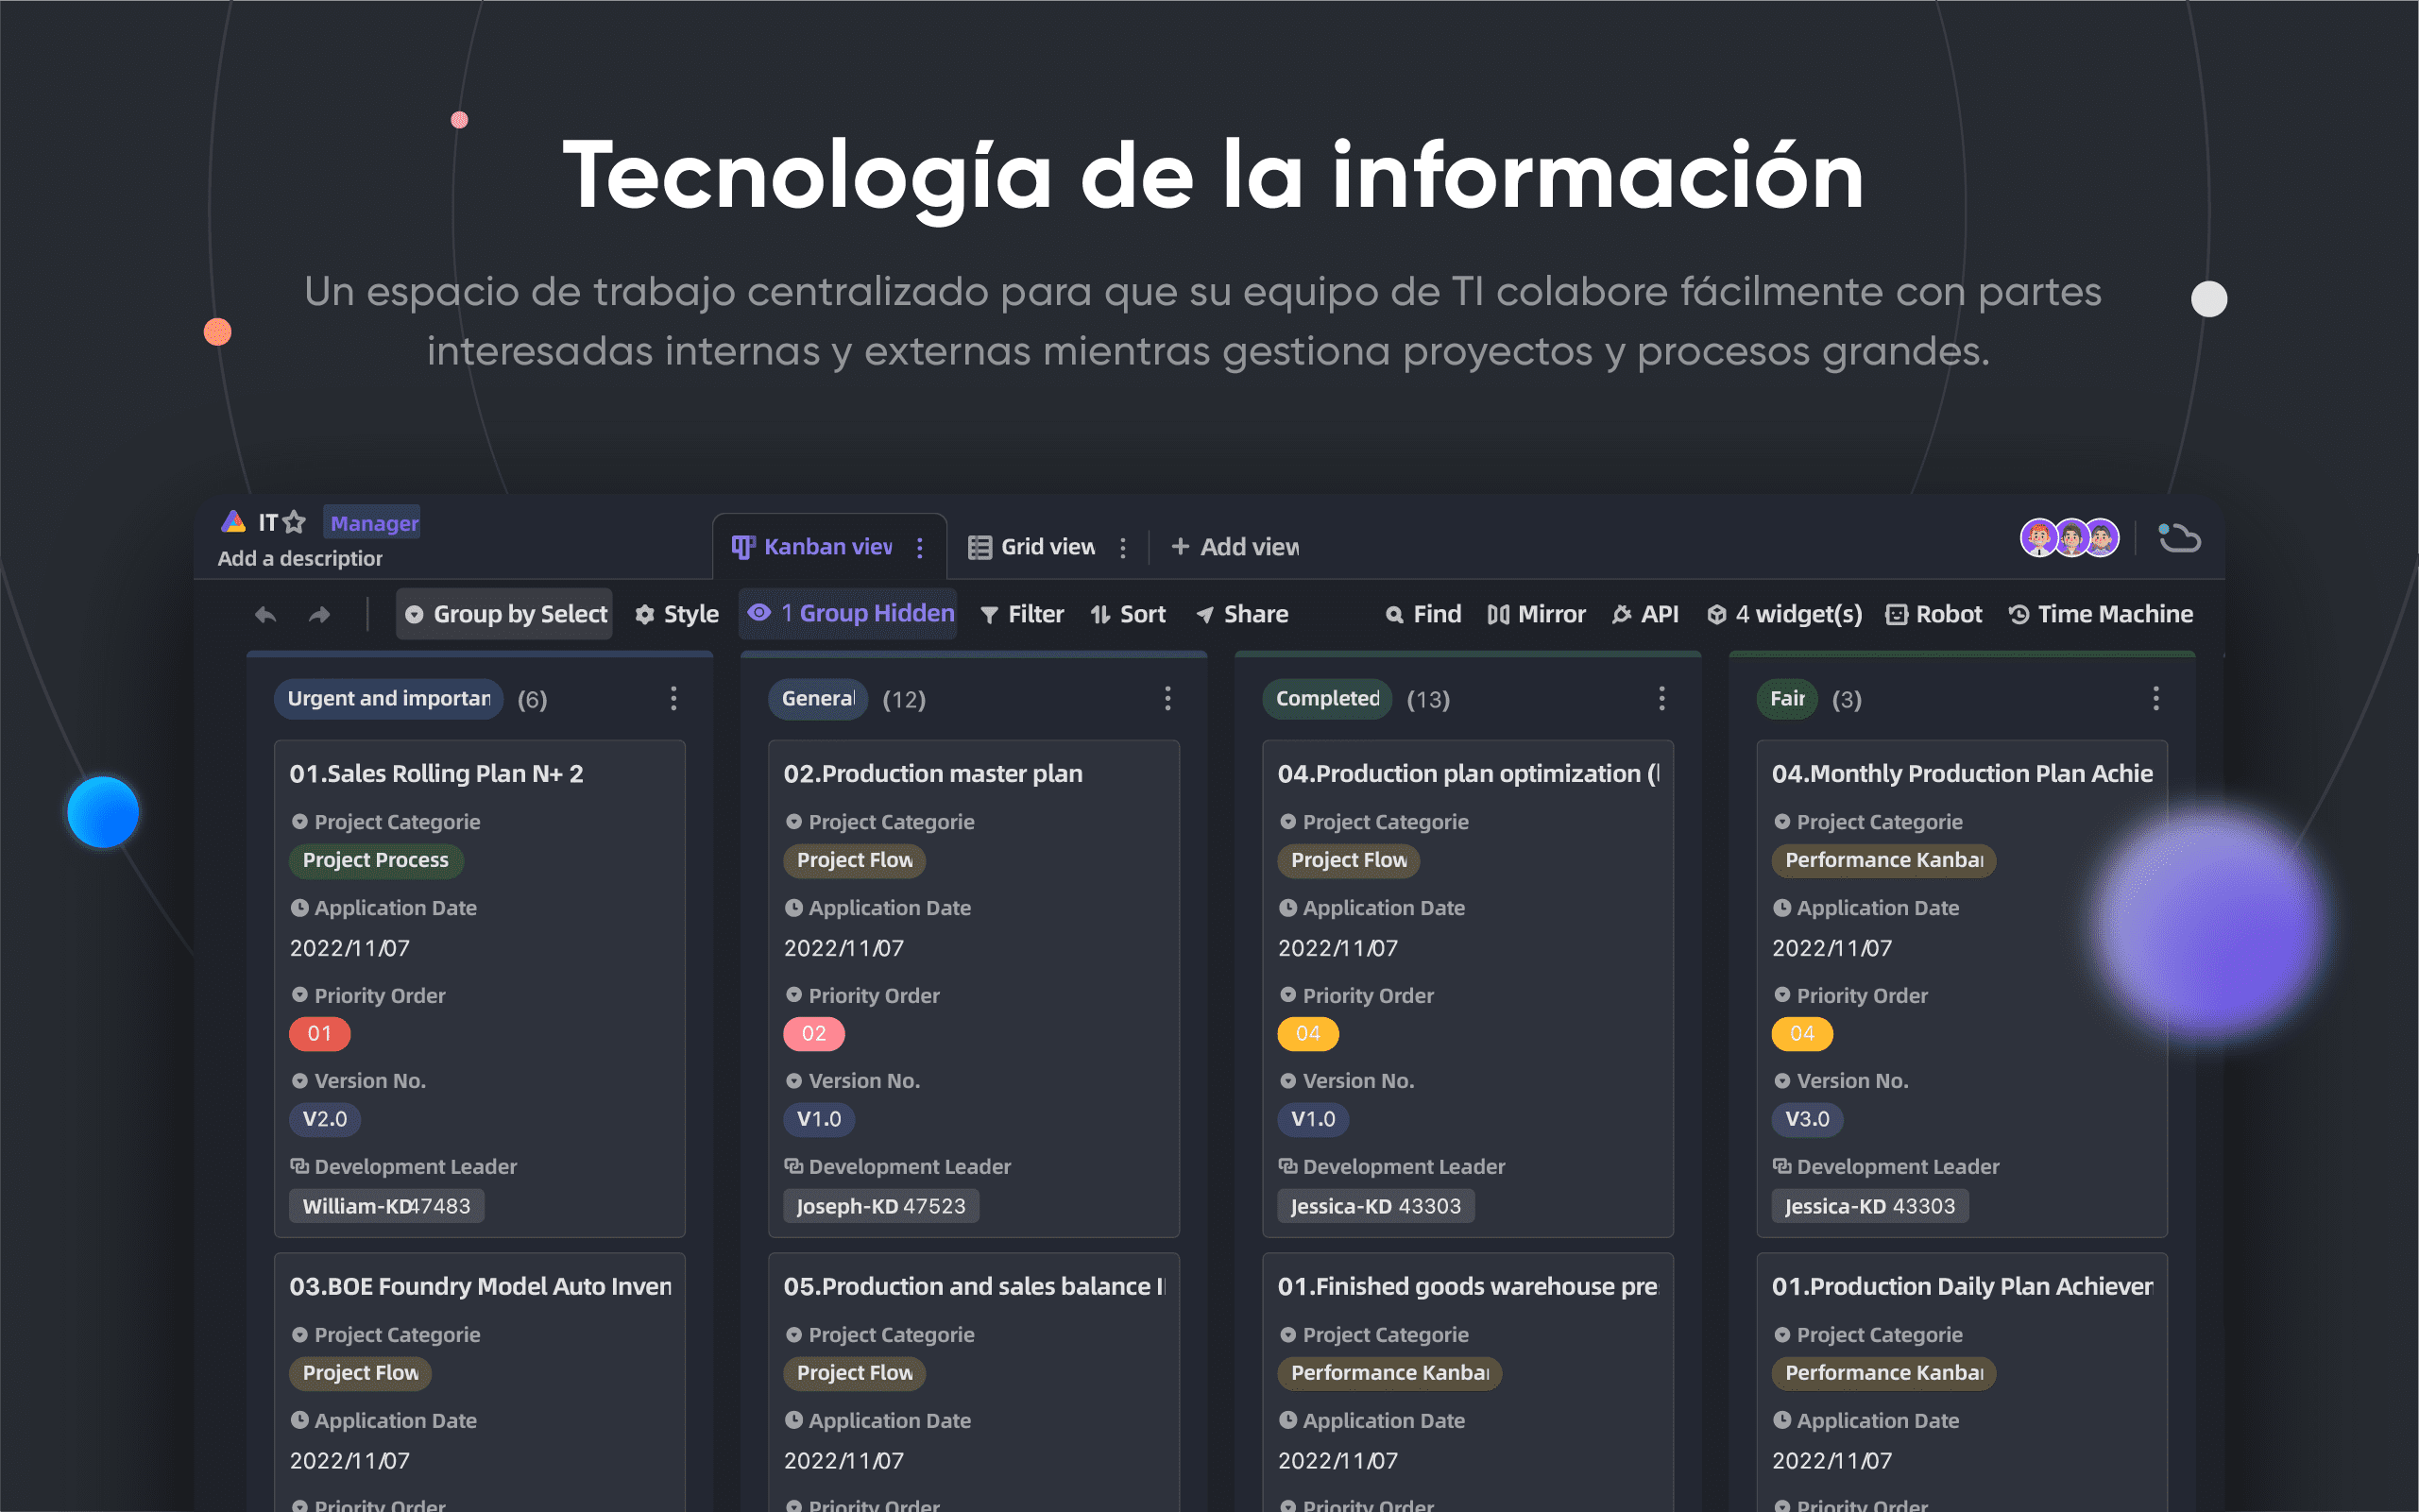 Tecnología de la información
Un espacio de trabajo centralizado para que su equipo de TI colabore fácilmente con partes
interesadas internas y externas mientras gestiona proyectos y procesos grandes.
IT Manager
Add a description
Kanban view Grid view + Add view
Group by Select Style 1 Group Hidden Filter Sort Share Find Mirror API 4 widget(s) Robot Time Machine
Urgent and importan (6)
General (12)
Completed (13)
Fair (3)
01.Sales Rolling Plan N+ 2
Project Categorie
Project Process
Application Date
2022/11/07
Priority Order
01
Version No.
V2.0
Development Leader
William-KD47483
03.BOE Foundry Model Auto Inven
Project Categorie
Project Flow
Application Date
2022/11/07
Priority Order
02.Production master plan
Project Categorie
Project Flow
Application Date
2022/11/07
Priority Order
02
Version No.
V1.0
Development Leader
Joseph-KD 47523
05.Production and sales balance
Project Categorie
Project Flow
Application Date
2022/11/07
Priority Order
04.Production plan optimization (
Project Categorie
Project Flow
Application Date
2022/11/07
Priority Order
04
Version No.
V1.0
Development Leader
Jessica-KD 43303
01.Finished goods warehouse pre
Project Categorie
Performance Kanban
Application Date
2022/11/07
Priority Order
04.Monthly Production Plan Achie
Project Categorie
Performance Kanban
Application Date
2022/11/07
Priority Order
04
Version No.
V3.0
Development Leader
Jessica-KD 43303
01.Production Daily Plan Achiever
Project Categorie
Performance Kanban
Application Date
2022/11/07
Priority Order